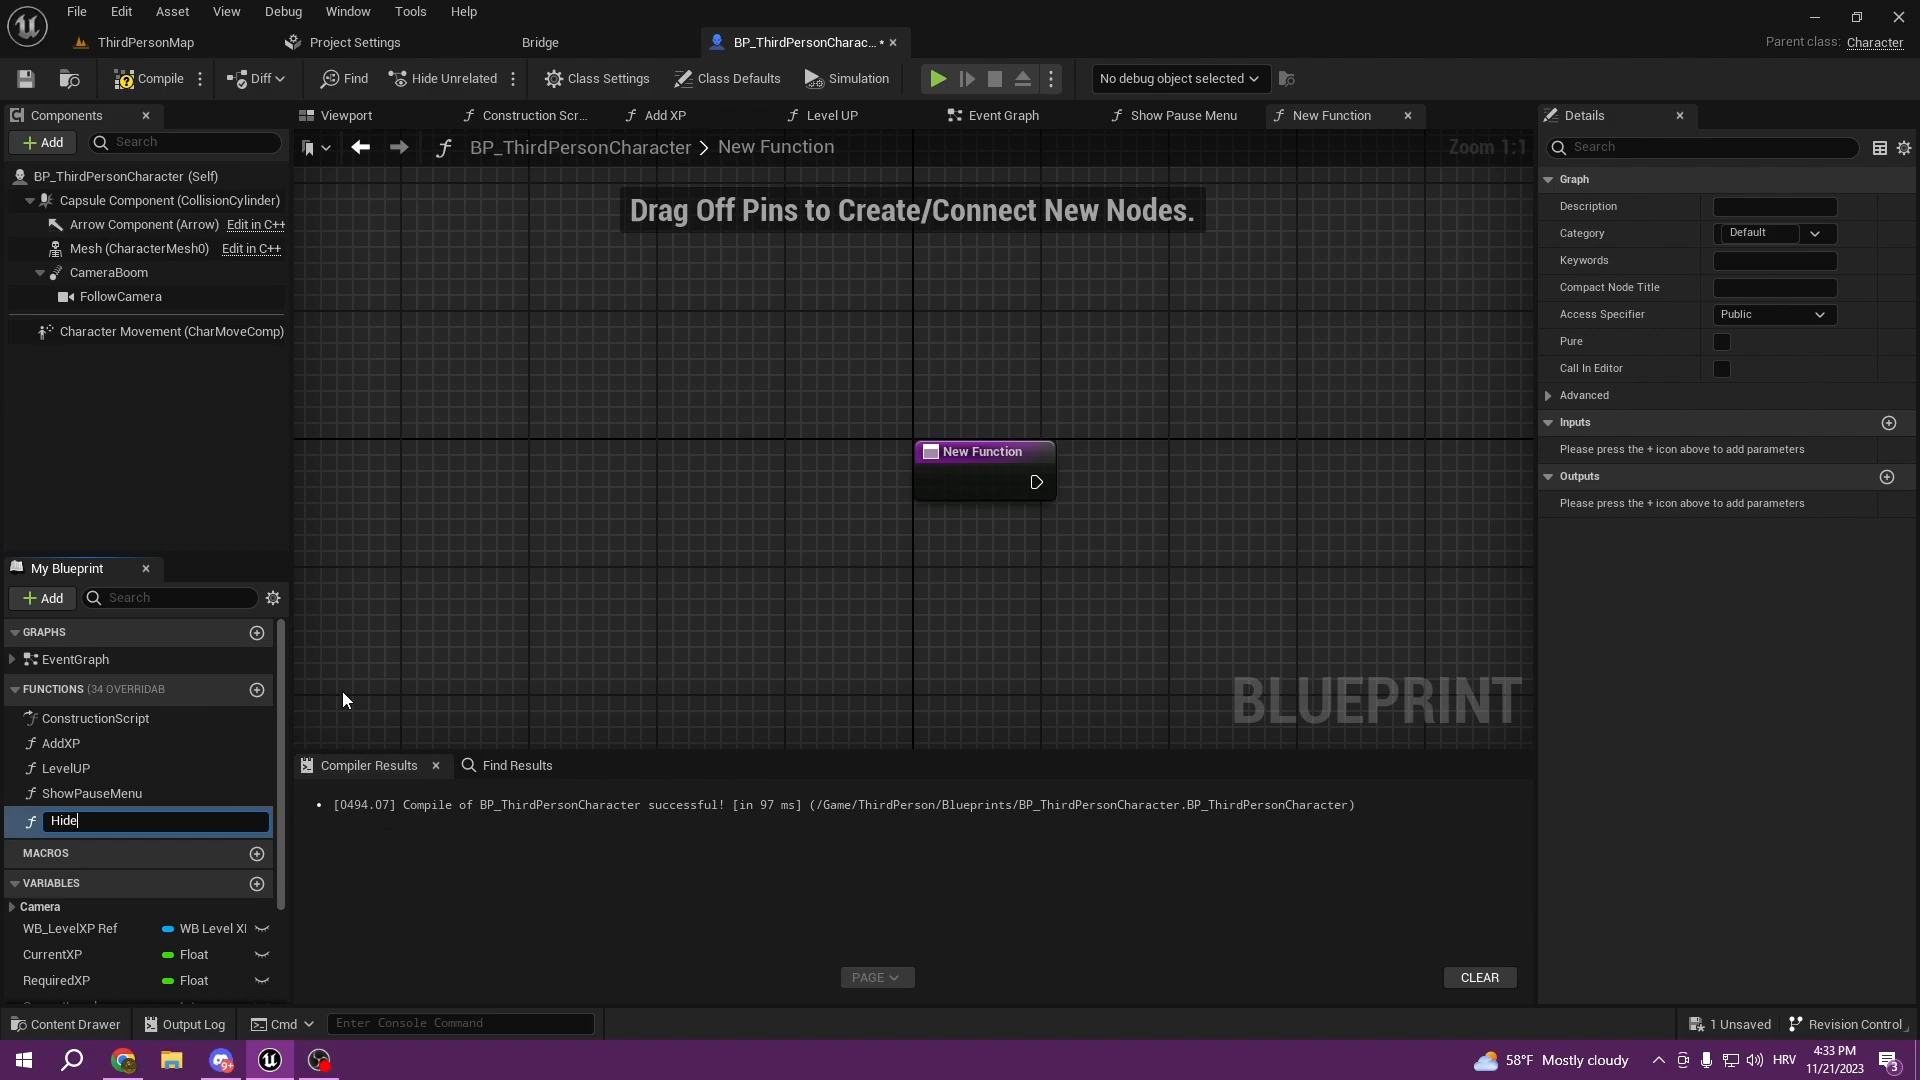 File Edit Asset View Debug Window Tools Help
ThirdPersonMap Project Settings Bridge BP_ThirdPersonCharac... •
Parent class: Character
Compile Diff Find Hide Unrelated Class Settings Class Defaults Simulation No debug object selected
Components
Add Search
BP_ThirdPersonCharacter (Self)
Capsule Component (CollisionCylinder)
Arrow Component (Arrow) Edit in C++
Mesh (CharacterMesh0) Edit in C++
CameraBoom
FollowCamera
Character Movement (CharMoveComp)
My Blueprint
Add Search
GRAPHS
EventGraph
FUNCTIONS (34 OVERRIDAB
ConstructionScript
AddXP
LevelUP
ShowPauseMenu
Hide
MACROS
VARIABLES
Camera
WB_LevelXP Ref WB Level XI
CurrentXP Float
RequiredXP Float
Viewport Construction Scr... Add XP Level UP Event Graph Show Pause Menu New Function
BP_ThirdPersonCharacter > New Function
Zoom 1:1
Drag Off Pins to Create/Connect New Nodes.
New Function
BLUEPRINT
Compiler Results Find Results
• [0494.07] Compile of BP_ThirdPersonCharacter successful! [in 97 ms] (/Game/ThirdPerson/Blueprints/BP_ThirdPersonCharacter.BP_ThirdPersonCharacter)
PAGE
CLEAR
Details
Search
Graph
Description
Category Default
Keywords
Compact Node Title
Access Specifier Public
Pure
Call In Editor
Advanced
Inputs
Please press the + icon above to add parameters
Outputs
Please press the + icon above to add parameters
Content Drawer Output Log Cmd Enter Console Command
1 Unsaved Revision Control
9+
58°F Mostly cloudy HRV
4:33 PM
11/21/2023
3